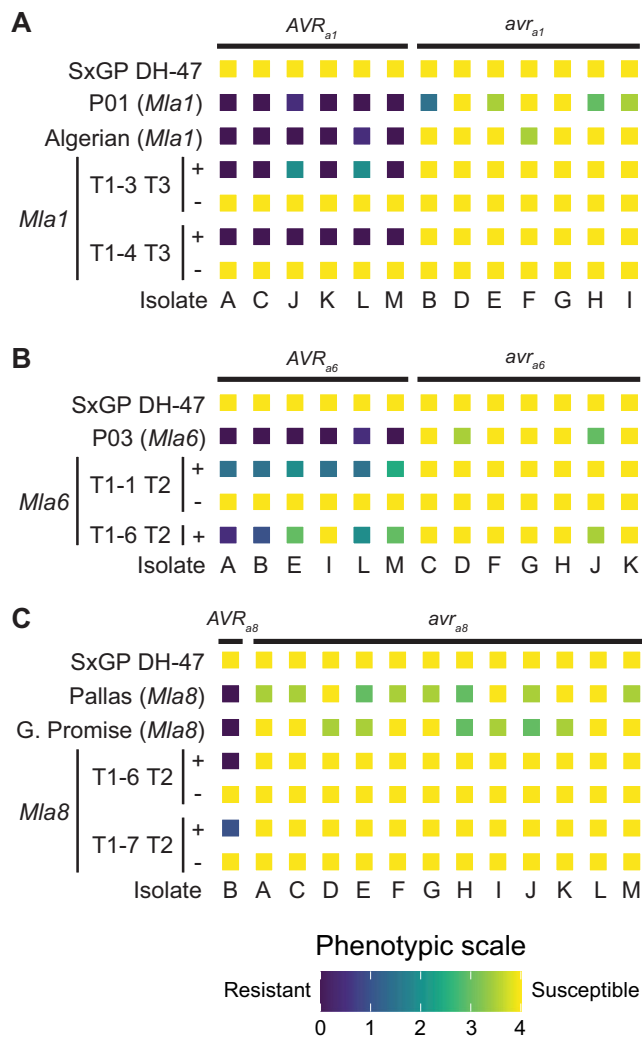 A
AVRa1 avra1
SxGP DH-47
P01 (Mla1)
Algerian (Mla1)
Mla1
T1-3 T3 +
-
T1-4 T3 +
-
Isolate A C J K L M B D E F G H I
B
AVRa6 avra6
SxGP DH-47
P03 (Mla6)
Mla6
T1-1 T2 +
-
T1-6 T2 +
Isolate A B E I L M C D F G H J K
C
AVRa8 avra8
SxGP DH-47
Pallas (Mla8)
G. Promise (Mla8)
Mla8
T1-6 T2 +
-
T1-7 T2 +
-
Isolate B A C D E F G H I J K L M
Phenotypic scale
Resistant Susceptible
0 1 2 3 4